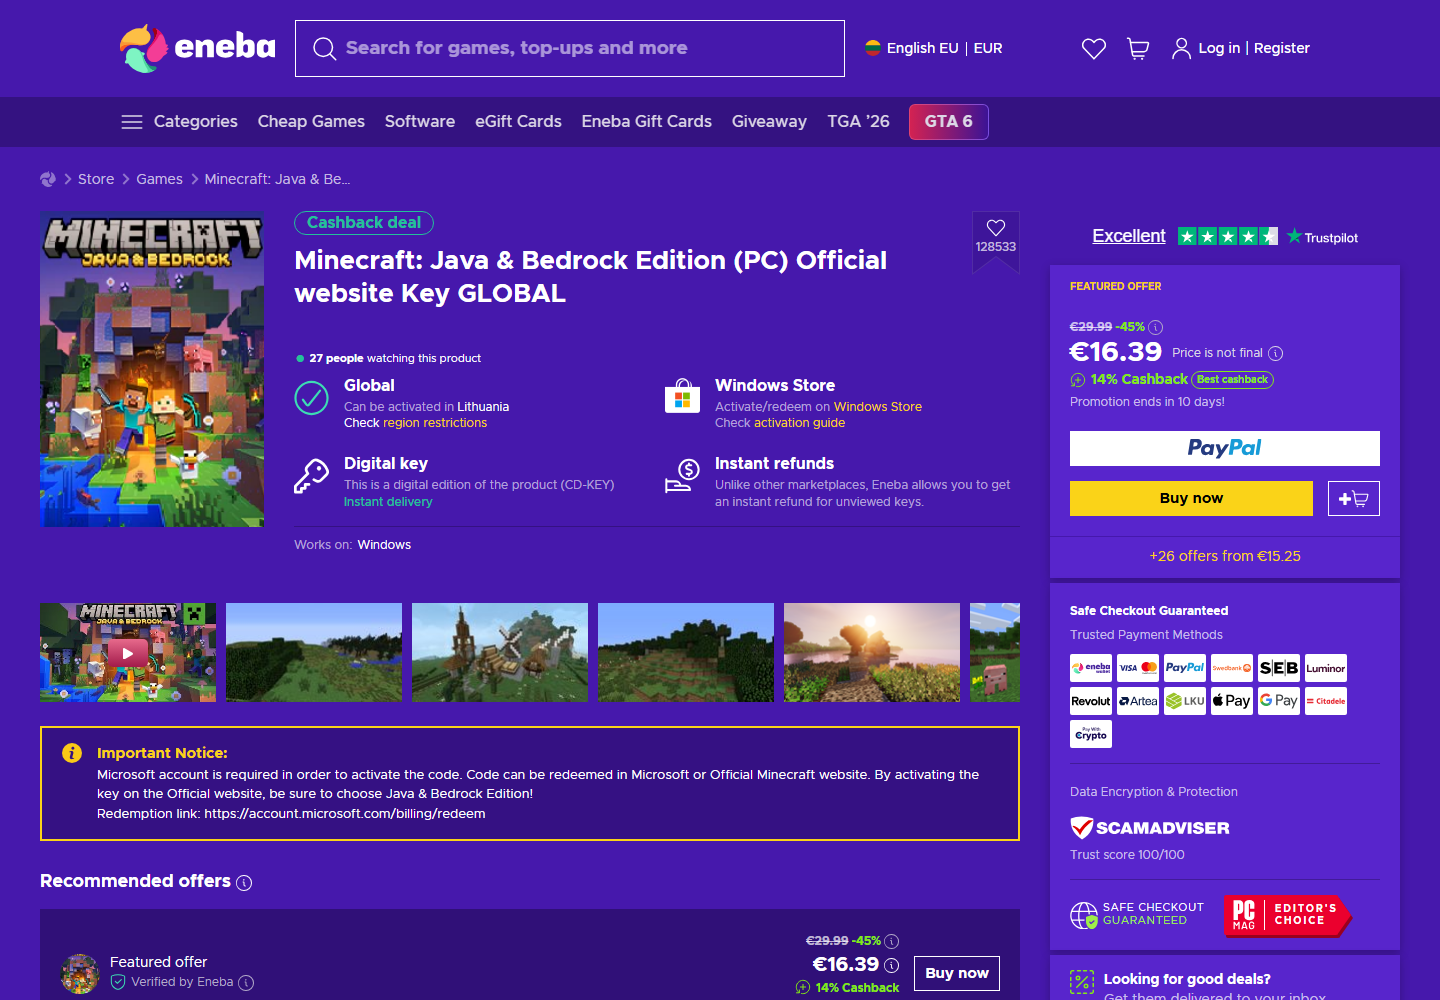 eneba
Search for games, top-ups and more
English EU | EUR
Log in | Register
Categories
Cheap Games
Software
eGift Cards
Eneba Gift Cards
Giveaway
TGA ’26
GTA 6
Store
Games
Minecraft: Java & Be...
MINECRAFT
JAVA & BEDROCK
Cashback deal
128533
Minecraft: Java & Bedrock Edition (PC) Official
website Key GLOBAL
27 people watching this product
Global
Can be activated in Lithuania
Check region restrictions
Windows Store
Activate/redeem on Windows Store
Check activation guide
Digital key
This is a digital edition of the product (CD-KEY)
Instant delivery
Instant refunds
Unlike other marketplaces, Eneba allows you to get
an instant refund for unviewed keys.
Works on: Windows
MINECRAFT
JAVA & BEDROCK
Important Notice:
Microsoft account is required in order to activate the code. Code can be redeemed in Microsoft or Official Minecraft website. By activating the
key on the Official website, be sure to choose Java & Bedrock Edition!
Redemption link: https://account.microsoft.com/billing/redeem
Recommended offers
Featured offer
Verified by Eneba
€29.99 -45%
€16.39
14% Cashback
Buy now
Excellent
Trustpilot
FEATURED OFFER
€29.99 -45%
€16.39 Price is not final
14% Cashback Best cashback
Promotion ends in 10 days!
PayPal
Buy now
+26 offers from €15.25
Safe Checkout Guaranteed
Trusted Payment Methods
eneba wallet
VISA
PayPal
Swedbank
SEB
Luminor
Revolut
Artea
LKU
Apple Pay
G Pay
Citadele
Pay With
Crypto
Data Encryption & Protection
SCAMADVISER
Trust score 100/100
SAFE CHECKOUT
GUARANTEED
PC
MAG
EDITOR'S
CHOICE
Looking for good deals?
Get them delivered to your inbox